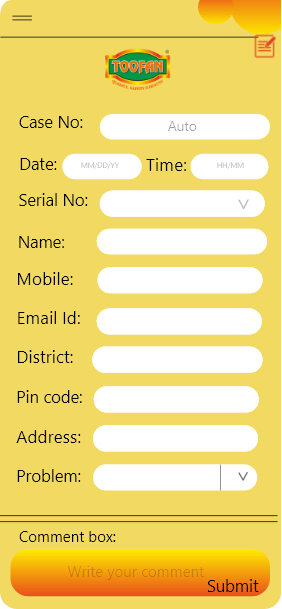 TOOFAN
Case No: Auto
Date: MM/DD/YY Time: HH/MM
Serial No:
Name:
Mobile:
Email Id:
District:
Pin code:
Address:
Problem:
Comment box:
Write your comment
Submit